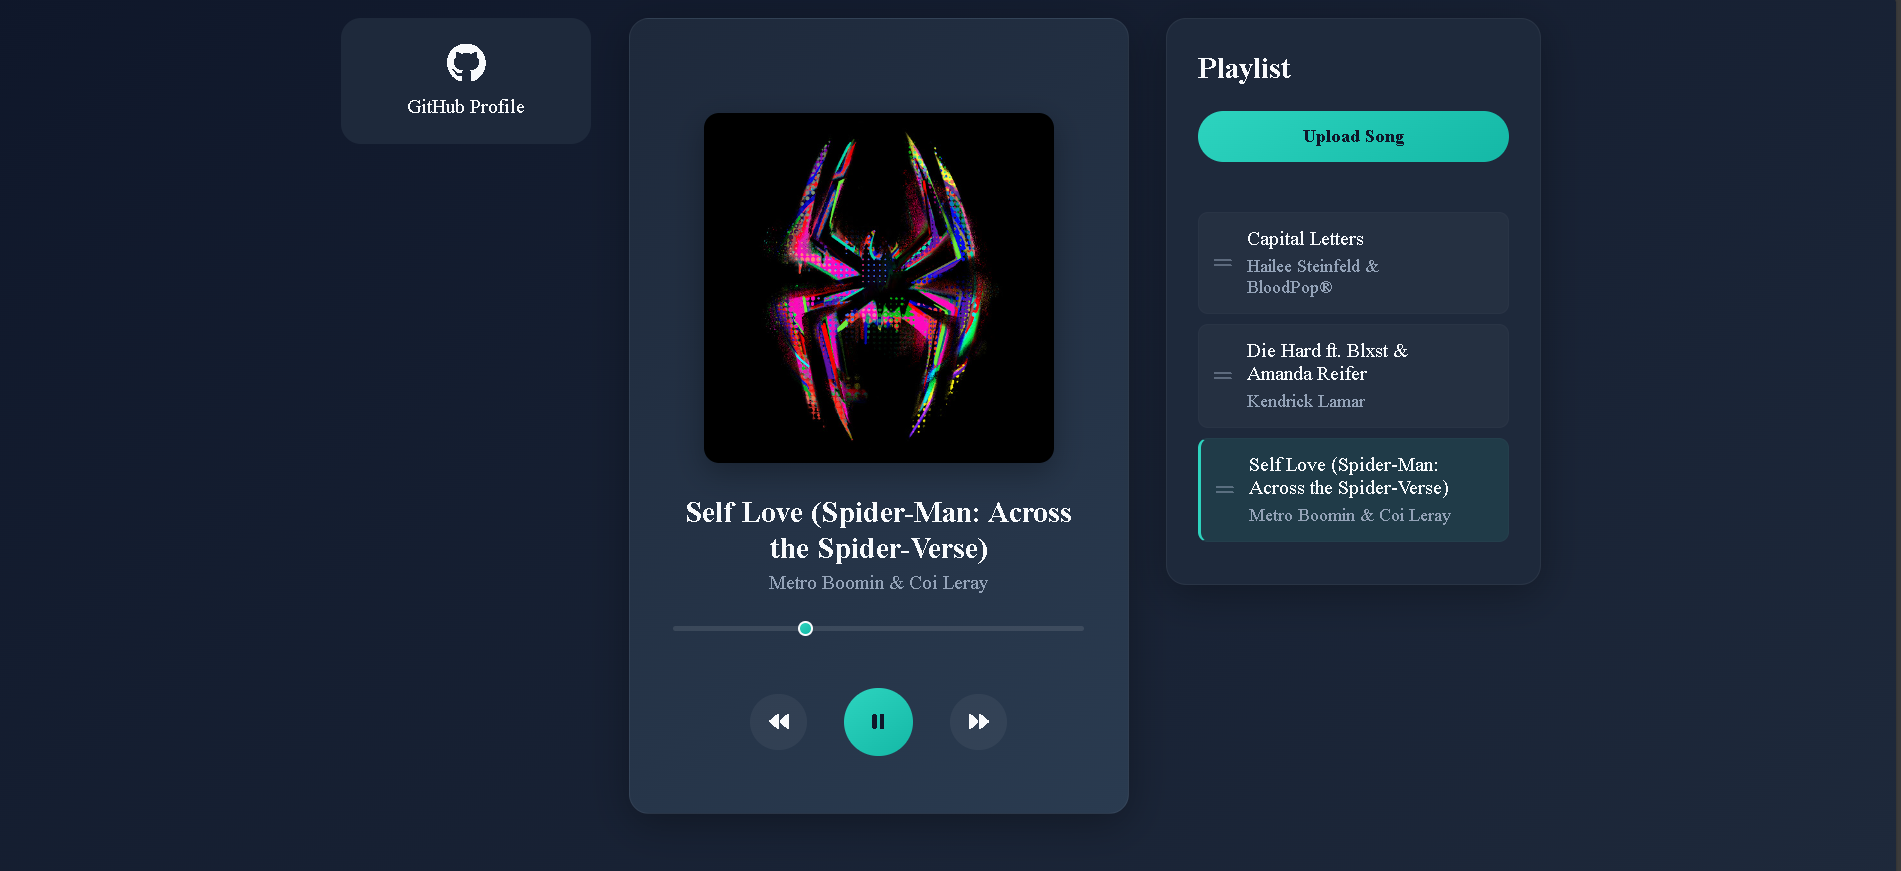 GitHub Profile
Self Love (Spider-Man: Across
the Spider-Verse)
Metro Boomin & Coi Leray
Playlist
Upload Song
Capital Letters
Hailee Steinfeld &
BloodPop®
Die Hard ft. Blxst &
Amanda Reifer
Kendrick Lamar
Self Love (Spider-Man:
Across the Spider-Verse)
Metro Boomin & Coi Leray